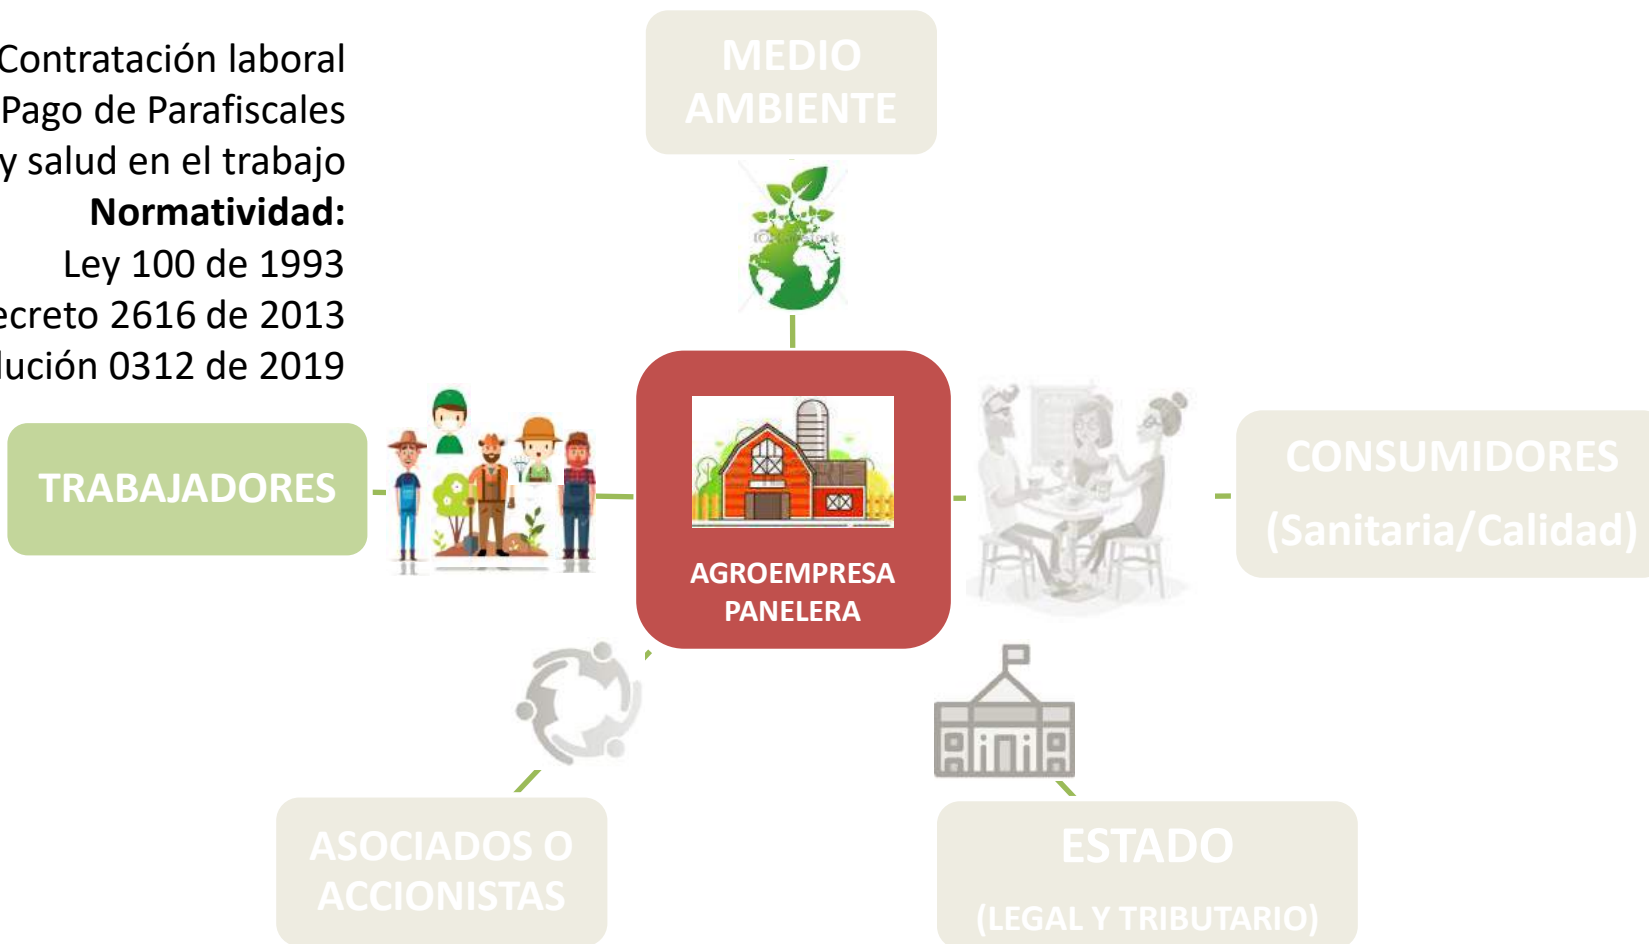 Contratación laboral
Pago de Parafiscales
y salud en el trabajo
Normatividad:
Ley 100 de 1993
ecreto 2616 de 2013
lución 0312 de 2019
MEDIO
AMBIENTE
TRABAJADORES
AGROEMPRESA
PANELERA
CONSUMIDORES
(Sanitaria/Calidad)
ASOCIADOS O
ACCIONISTAS
ESTADO
(LEGAL Y TRIBUTARIO)